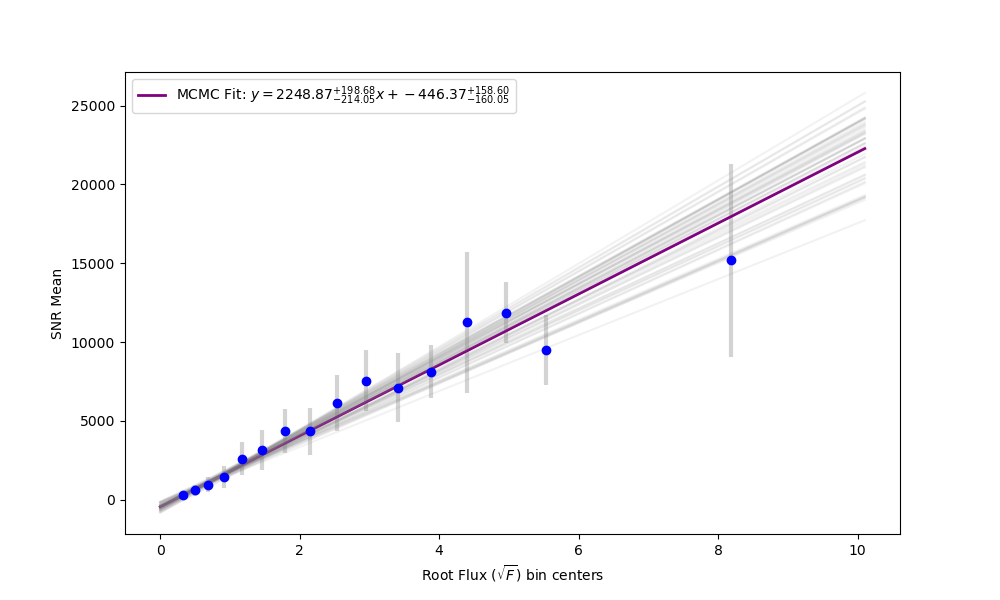 MCMC Fit: $y = 2248.87^{+198.68}_{-214.05}x + -446.37^{+158.60}_{-160.05}$
25000
20000
15000
10000
5000
0
SNR Mean
0 2 4 6 8 10
Root Flux ($\sqrt{F}$) bin centers